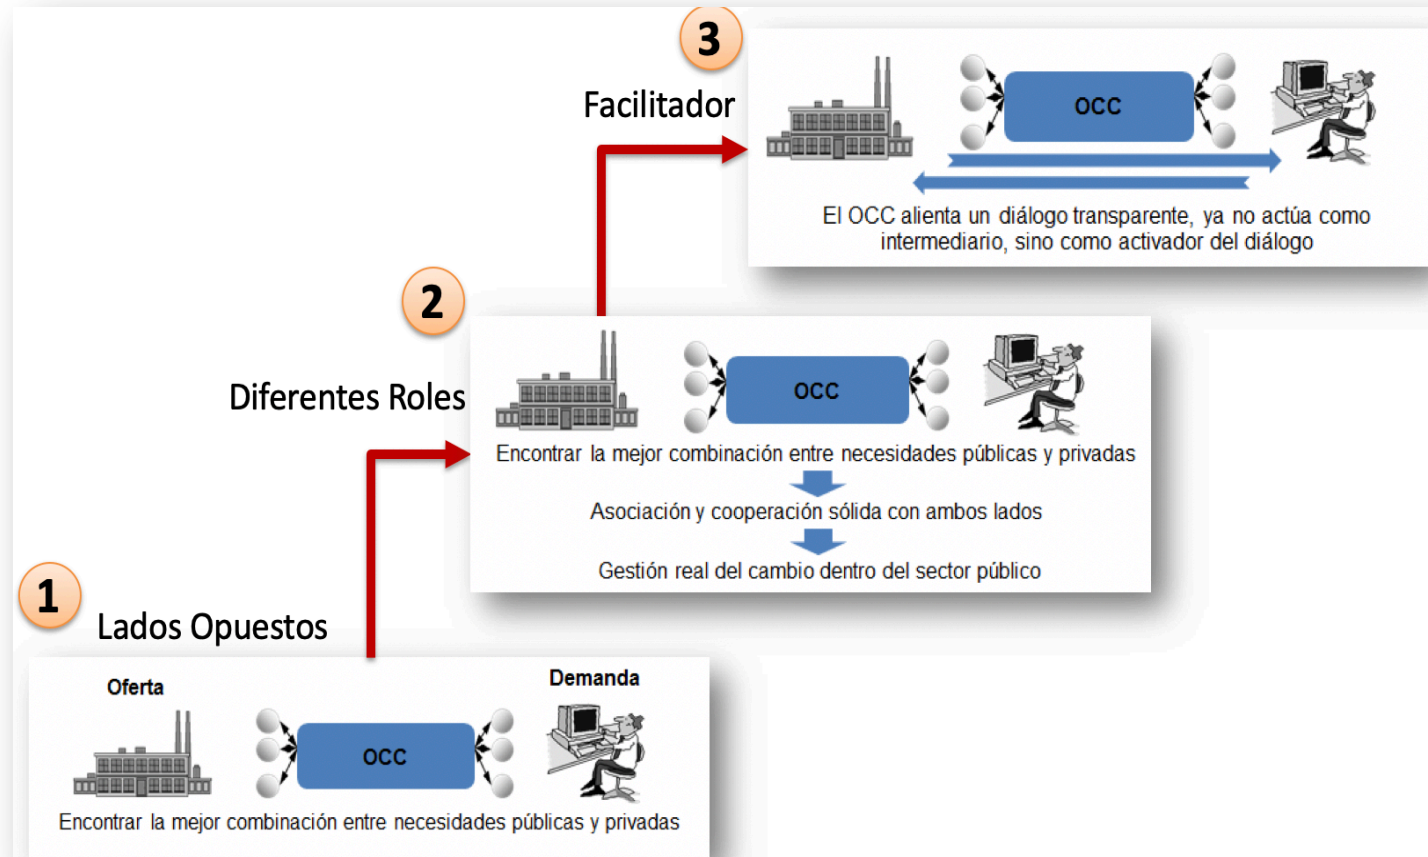 3
Facilitador
OCC
El OCC alienta un diálogo transparente, ya no actúa como
intermediario, sino como activador del diálogo
2
Diferentes Roles
OCC
Encontrar la mejor combinación entre necesidades públicas y privadas
Asociación y cooperación sólida con ambos lados
Gestión real del cambio dentro del sector público
1
Lados Opuestos
Oferta
Demanda
OCC
Encontrar la mejor combinación entre necesidades públicas y privadas